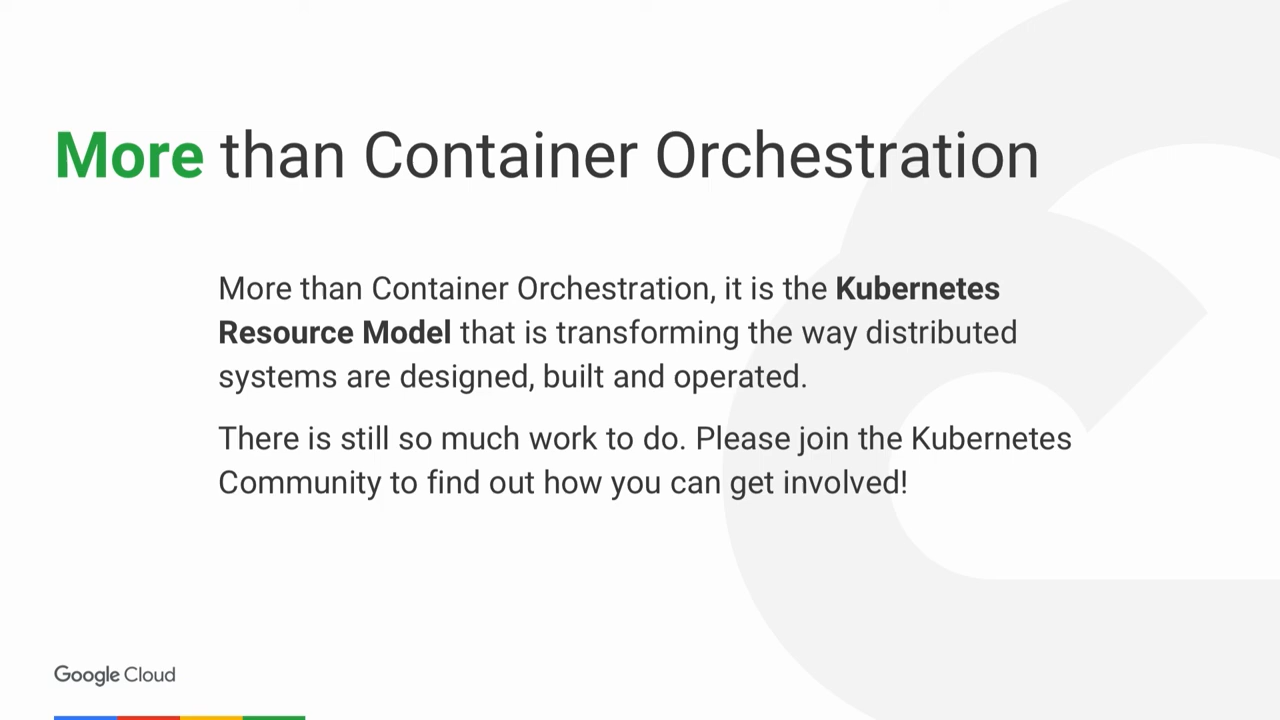 More than Container Orchestration
More than Container Orchestration, it is the Kubernetes
Resource Model that is transforming the way distributed
systems are designed, built and operated.
There is still so much work to do. Please join the Kubernetes
Community to find out how you can get involved!
Google Cloud